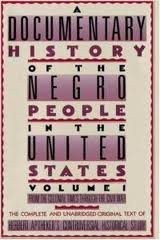 A
DOCUMENTARY
HISTORY
OF THE NEGRO
PEOPLE
IN THE
UNITED
STATES
VOLUME I
FROM THE COLONIAL TIMES THROUGH THE CIVIL WAR
THE COMPLETE AND UNABRIDGED ORIGINAL TEXT OF
HERBERT APTHEKER'S CONTROVERSIAL HISTORICAL STUDY